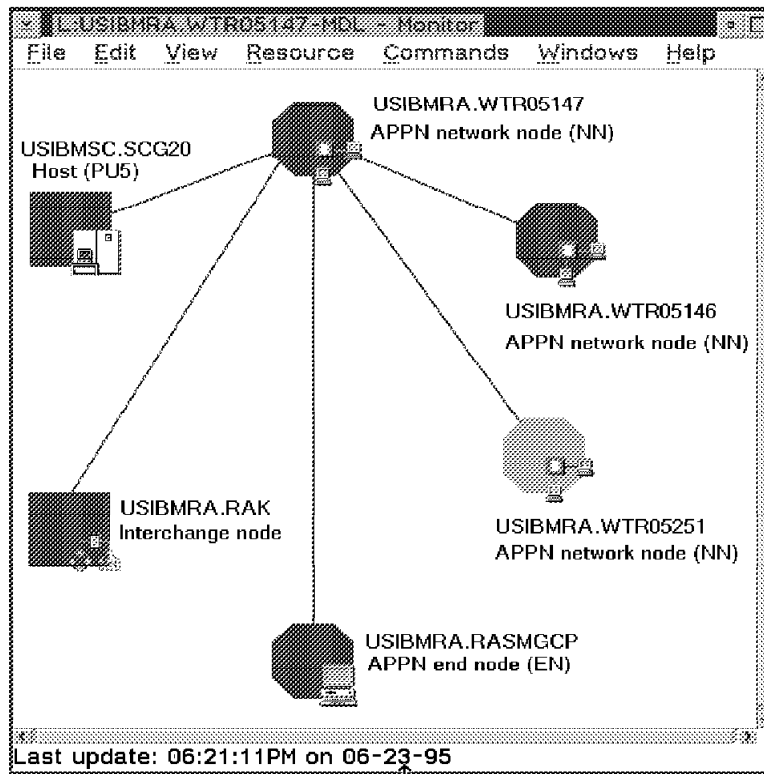 L:USIBMRA.WTR05147-MDL - Monitor
File Edit View Resource Commands Windows Help
USIBMRA.WTR05147
APPN network node (NN)
USIBMSC.SCG20
Host (PU5)
USIBMRA.WTR05146
APPN network node (NN)
USIBMRA.RAK
Interchange node
USIBMRA.WTR05251
APPN network node (NN)
USIBMRA.RASMGCP
APPN end node (EN)
Last update: 06:21:11PM on 06-23-95